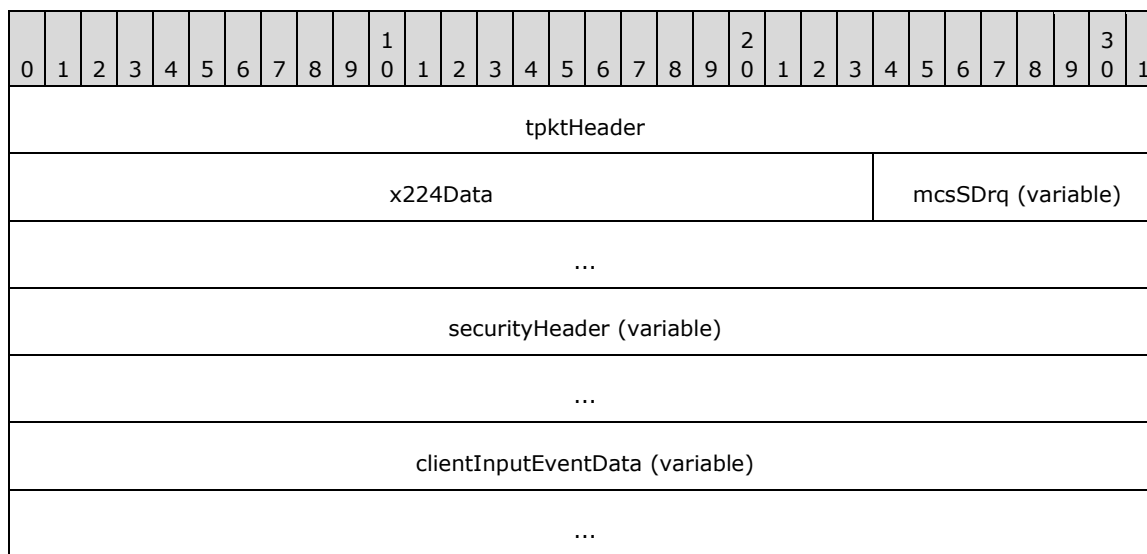 1 2 3
0 1 2 3 4 5 6 7 8 9 0 1 2 3 4 5 6 7 8 9 0 1 2 3 4 5 6 7 8 9 0 1
tpktHeader
x224Data mcsSDrq (variable)
...
securityHeader (variable)
...
clientInputEventData (variable)
...